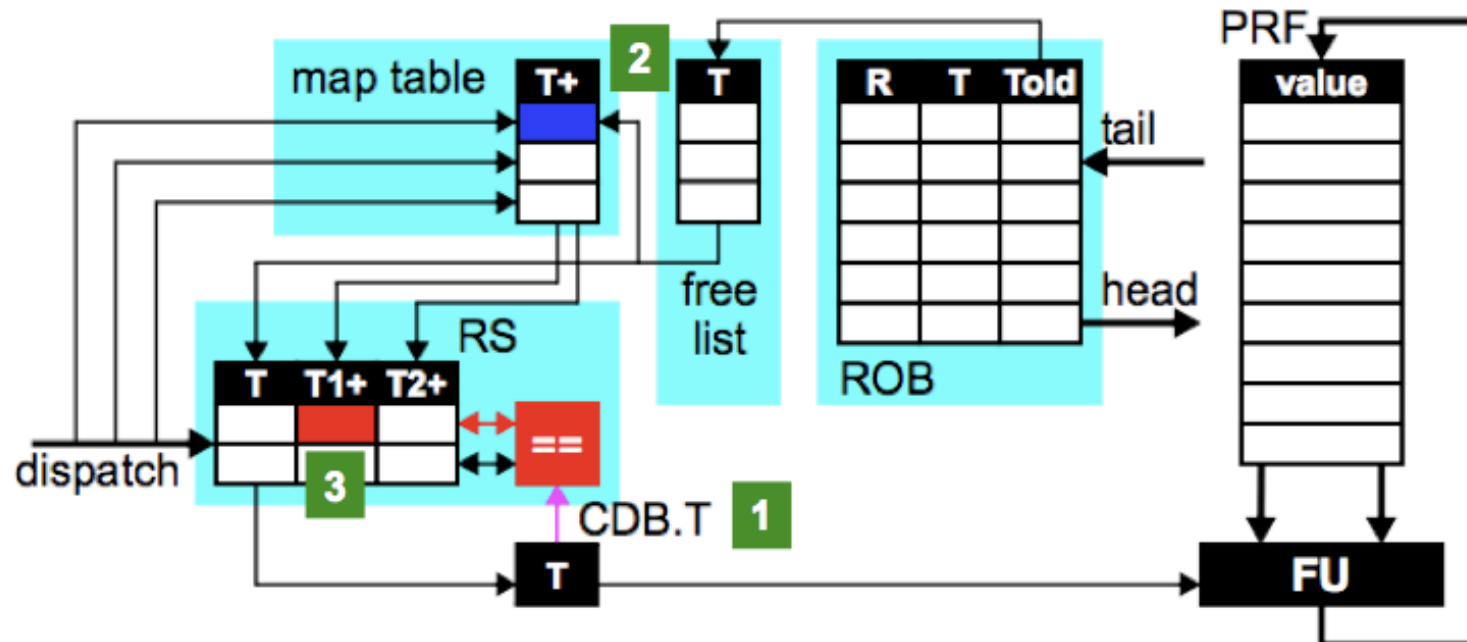 PRF
map table
T+
2
T
R T Told
value
tail
free
list
head
RS
ROB
T T1+ T2+
==
dispatch
3
CDB.T
1
T
FU